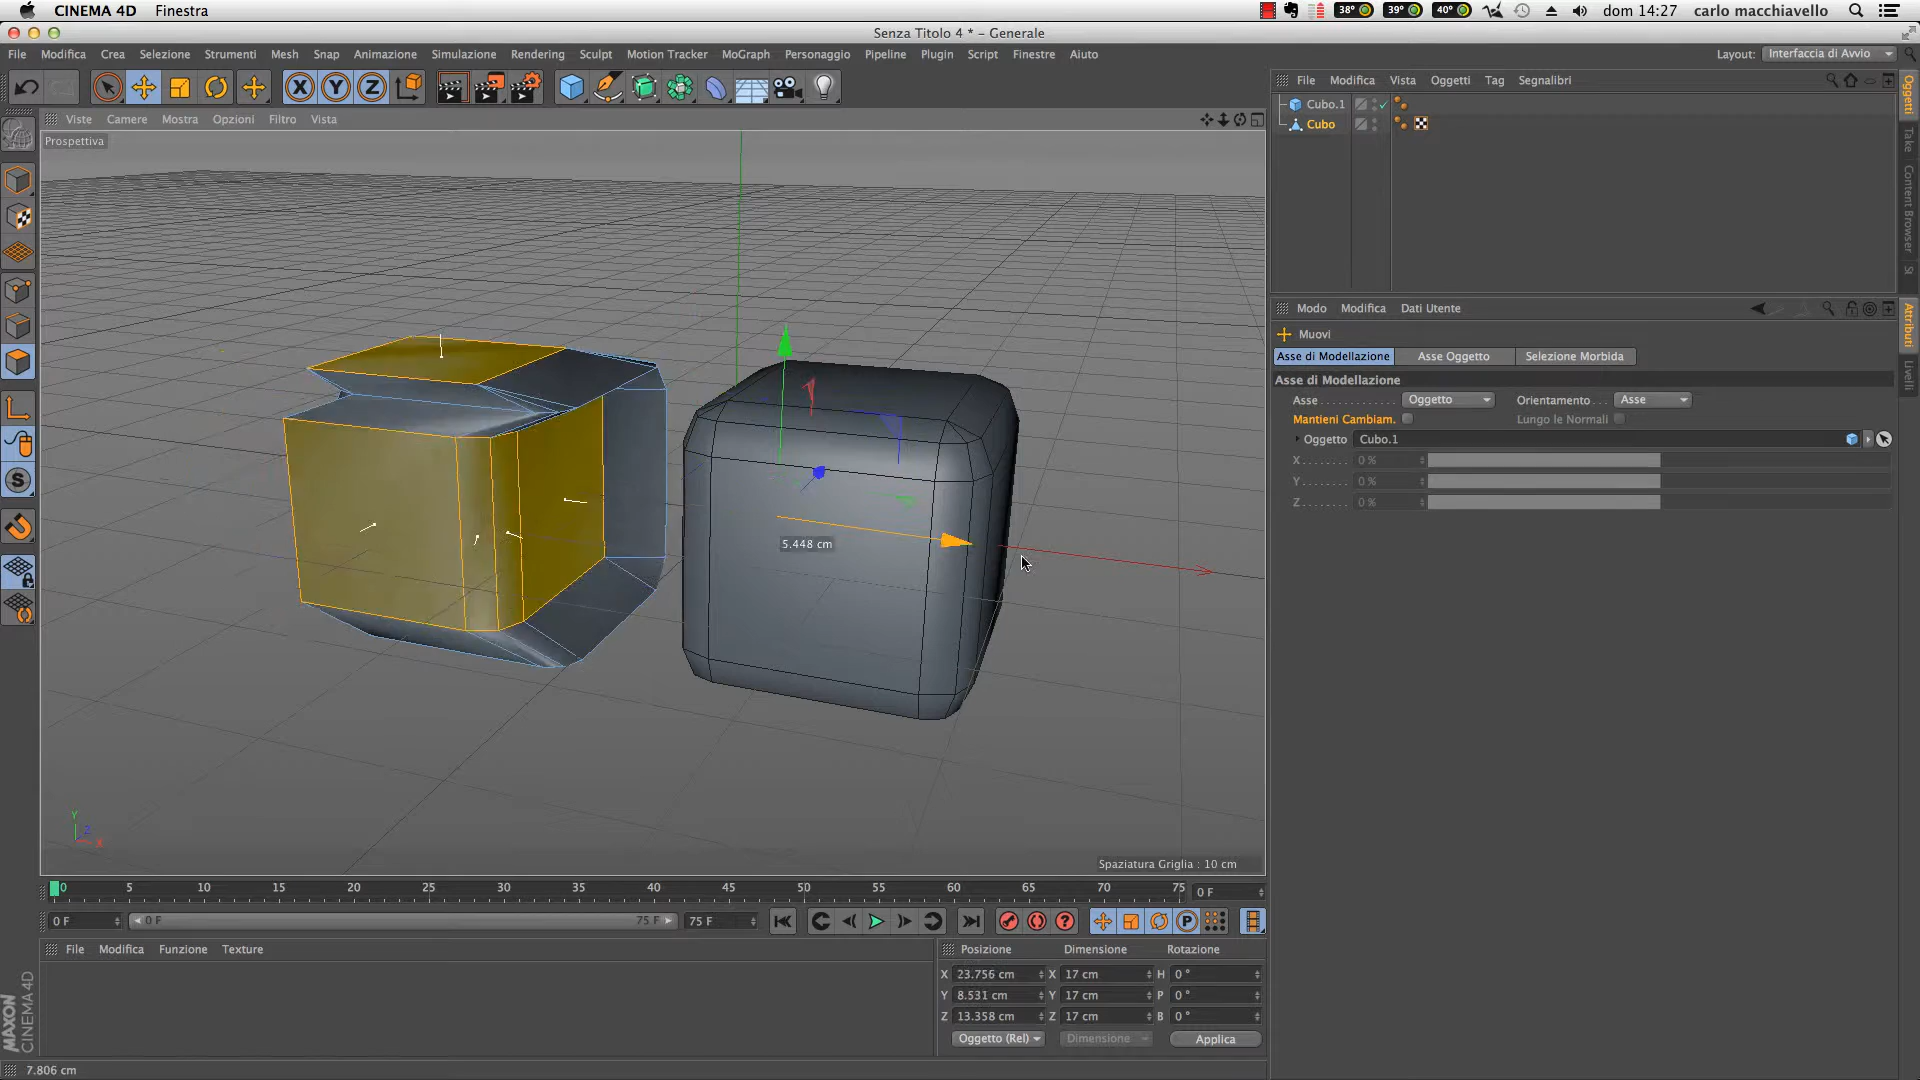 CINEMA 4D Finestra 38° 39° 40° dom 14:27 carlo macchiavello
Senza Titolo 4 * - Generale
File Modifica Crea Selezione Strumenti Mesh Snap Animazione Simulazione Rendering Sculpt Motion Tracker MoGraph Personaggio Pipeline Plugin Script Finestre Aiuto Layout: Interfaccia di Avvio
X Y Z
File Modifica Vista Oggetti Tag Segnalibri
Viste Camere Mostra Opzioni Filtro Vista
Prospettiva
Cubo.1
Cubo
Oggetti
Take
Content Browser
Modo Modifica Dati Utente
Muovi
Asse di Modellazione Asse Oggetto Selezione Morbida
Asse di Modellazione
Asse Oggetto Orientamento Asse
Mantieni Cambiam. Lungo le Normali
Oggetto Cubo.1
X 0 %
Y 0 %
Z 0 %
Attributi
Livelli
S
5.448 cm
Y
Z
X
Spaziatura Griglia : 10 cm
0 5 10 15 20 25 30 35 40 45 50 55 60 65 70 75 0 F
0 F 0 F 75 F 75 F P
File Modifica Funzione Texture
Posizione Dimensione Rotazione
X 23.756 cm X 17 cm H 0 °
Y 8.531 cm Y 17 cm P 0 °
Z 13.358 cm Z 17 cm B 0 °
Oggetto (Rel) Dimensione Applica
MAXON
CINEMA 4D
7.806 cm